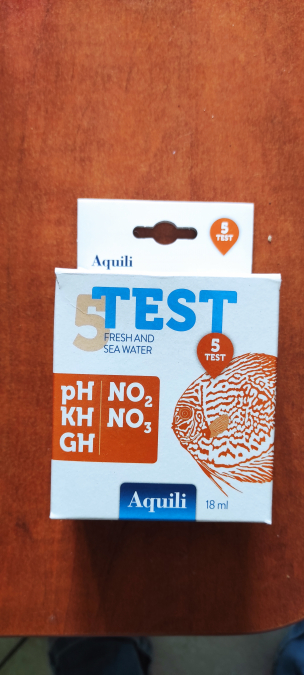 5
TEST
Aquili
5 TEST
FRESH AND
SEA WATER
5
TEST
pH NO₂
KH NO₃
GH
Aquili
18 ml